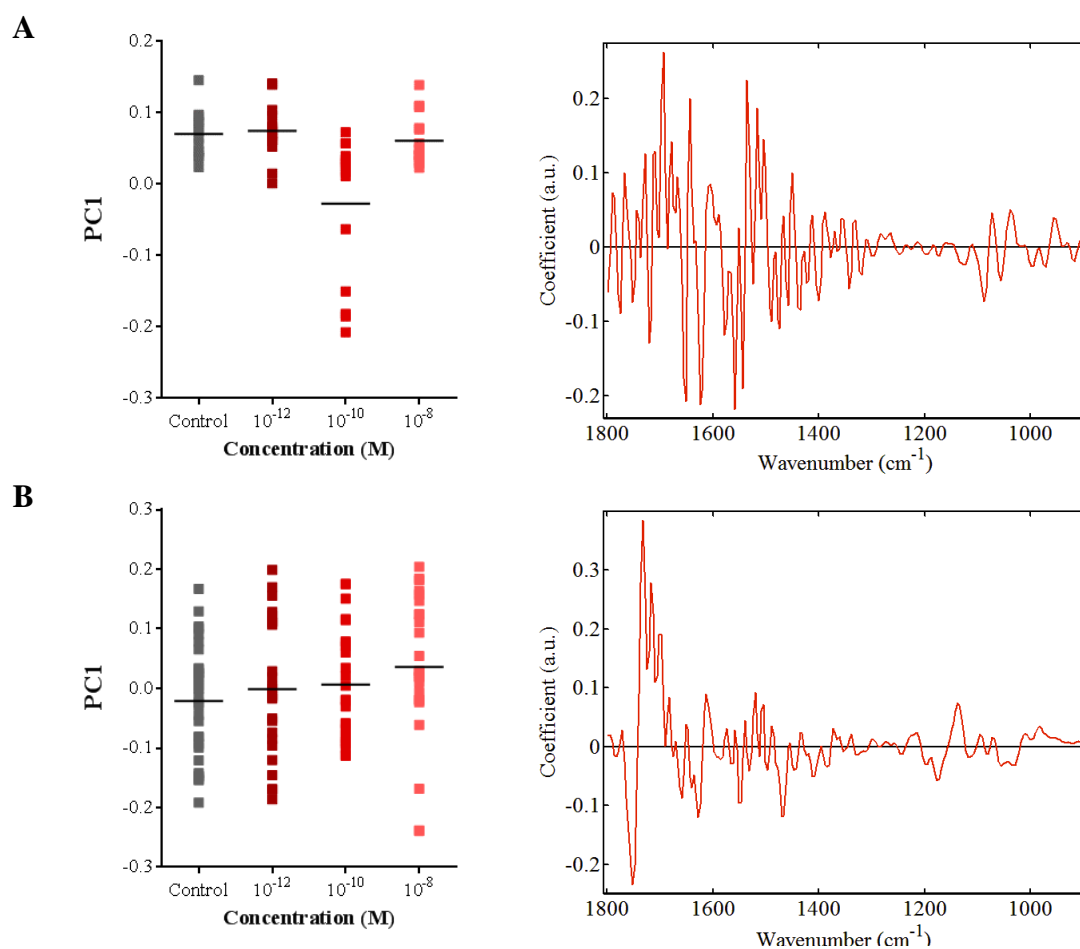 A
PC1
0.2
0.1
0.0
-0.1
-0.2
-0.3
Control 10⁻¹² 10⁻¹⁰ 10⁻⁸
Concentration (M)
Coefficient (a.u.)
0.2
0.1
0
-0.1
-0.2
1800 1600 1400 1200 1000
Wavenumber (cm⁻¹)
B
PC1
0.3
0.2
0.1
0.0
-0.1
-0.2
-0.3
Control 10⁻¹² 10⁻¹⁰ 10⁻⁸
Concentration (M)
Coefficient (a.u.)
0.3
0.2
0.1
0
-0.1
-0.2
1800 1600 1400 1200 1000
Wavenumber (cm⁻¹)